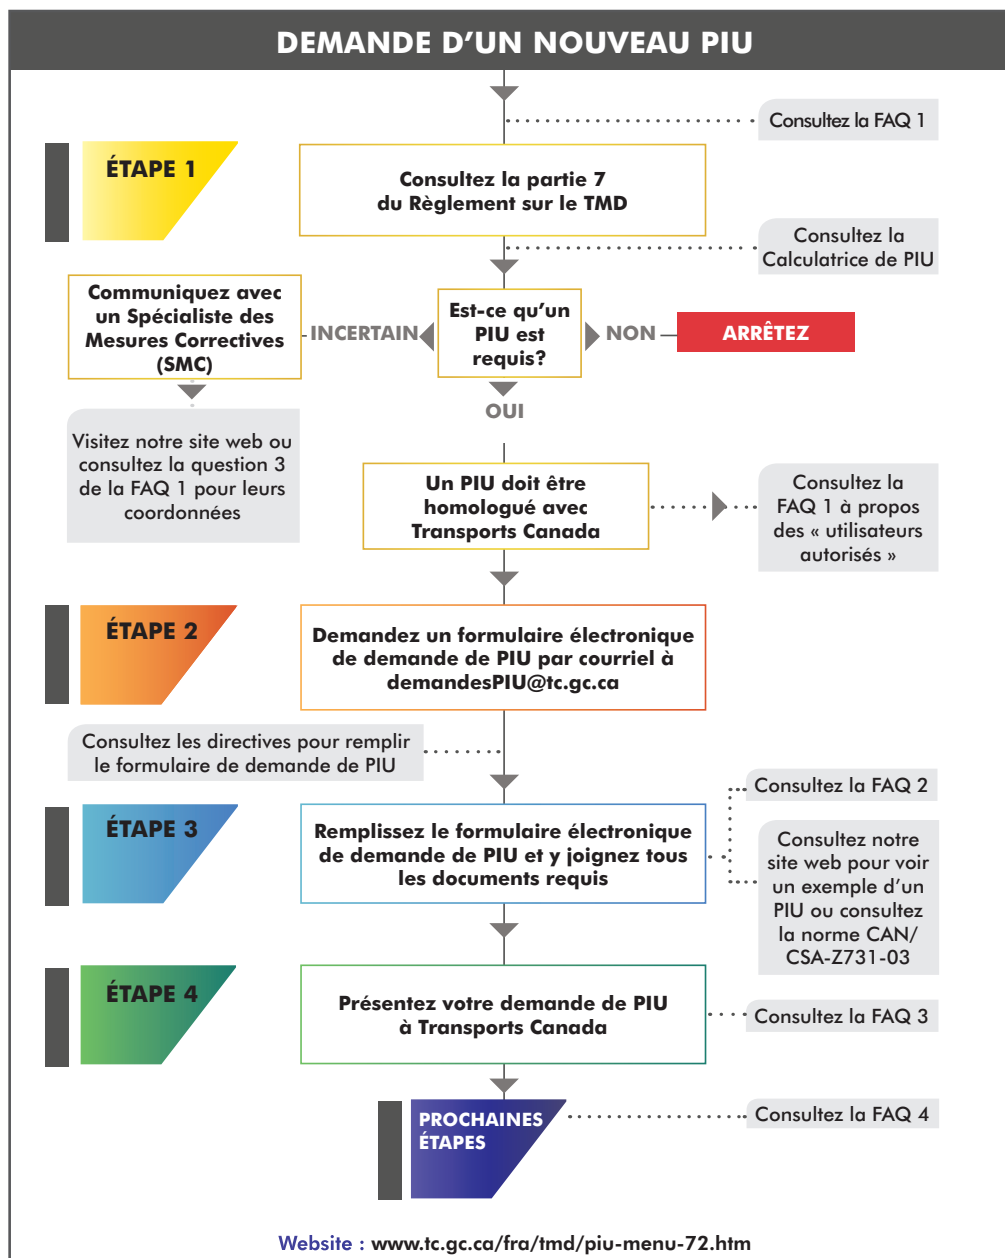 DEMANDE D'UN NOUVEAU PIU
Consultez la FAQ 1
ÉTAPE 1
Consultez la partie 7
du Règlement sur le TMD
Consultez la
Calculatrice de PIU
Communiquez avec
un Spécialiste des
Mesures Correctives
(SMC)
INCERTAIN
Est-ce qu'un
PIU est
requis?
NON
ARRÊTEZ
OUI
Visitez notre site web ou
consultez la question 3
de la FAQ 1 pour leurs
coordonnées
Un PIU doit être
homologué avec
Transports Canada
Consultez la
FAQ 1 à propos
des « utilisateurs
autorisés »
ÉTAPE 2
Demandez un formulaire électronique
de demande de PIU par courriel à
demandesPIU@tc.gc.ca
Consultez les directives pour remplir
le formulaire de demande de PIU
Consultez la FAQ 2
ÉTAPE 3
Remplissez le formulaire électronique
de demande de PIU et y joignez tous
les documents requis
Consultez notre
site web pour voir
un exemple d'un
PIU ou consultez
la norme CAN/
CSA-Z731-03
ÉTAPE 4
Présentez votre demande de PIU
à Transports Canada
Consultez la FAQ 3
PROCHAINES
ÉTAPES
Consultez la FAQ 4
Website : www.tc.gc.ca/fra/tmd/piu-menu-72.htm